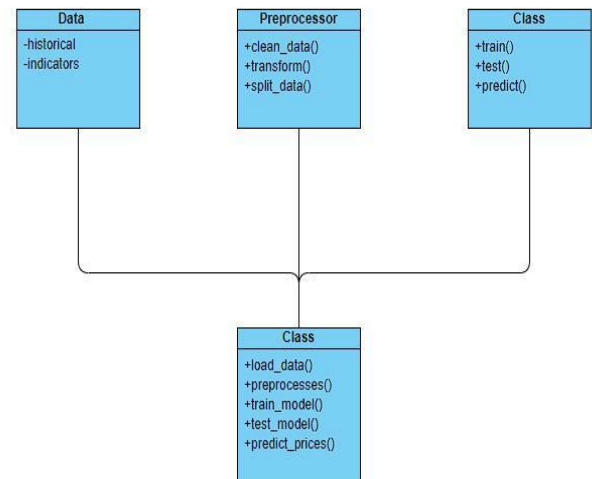 Data
-historical
-indicators
Preprocessor
+clean_data()
+transform()
+split_data()
Class
+train()
+test()
+predict()
Class
+load_data()
+preprocesses()
+train_model()
+test_model()
+predict_prices()